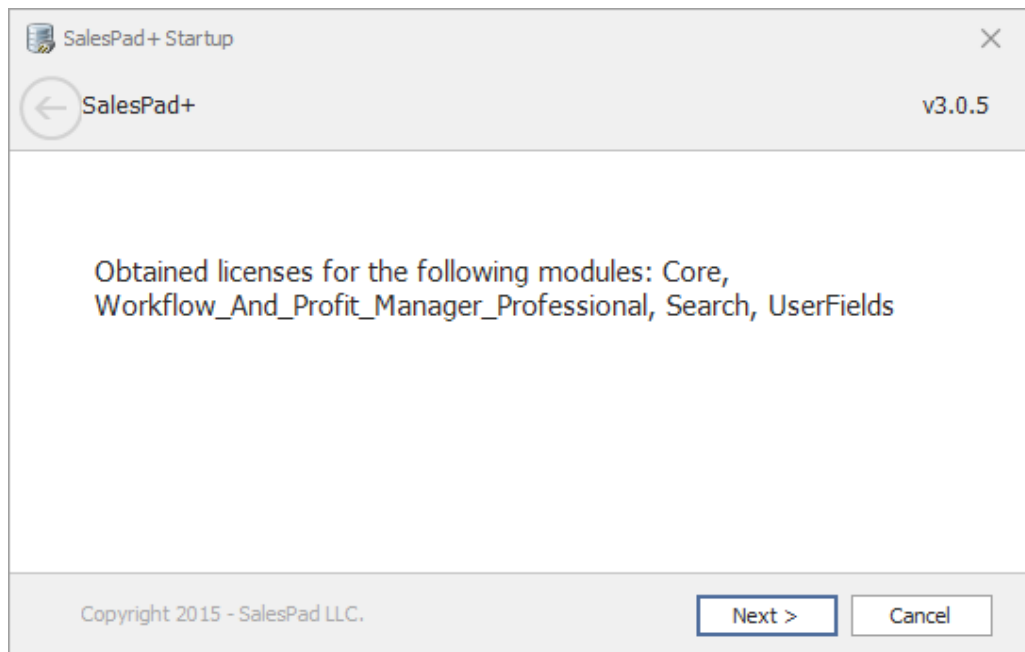 SalesPad+ Startup
SalesPad+
v3.0.5
Obtained licenses for the following modules: Core,
Workflow_And_Profit_Manager_Professional, Search, UserFields
Copyright 2015 - SalesPad LLC.
Next >
Cancel